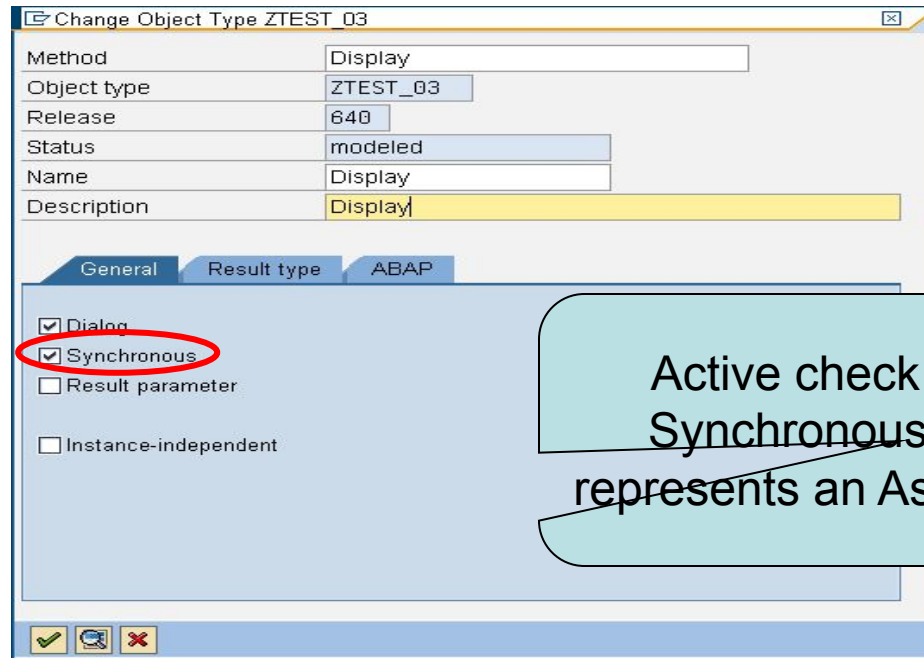 Change Object Type ZTEST_03
Method Display
Object type ZTEST_03
Release 640
Status modeled
Name Display
Description Display
General Result type ABAP
Dialog
Synchronous
Result parameter
Instance-independent
Active check
Synchronous
represents an As